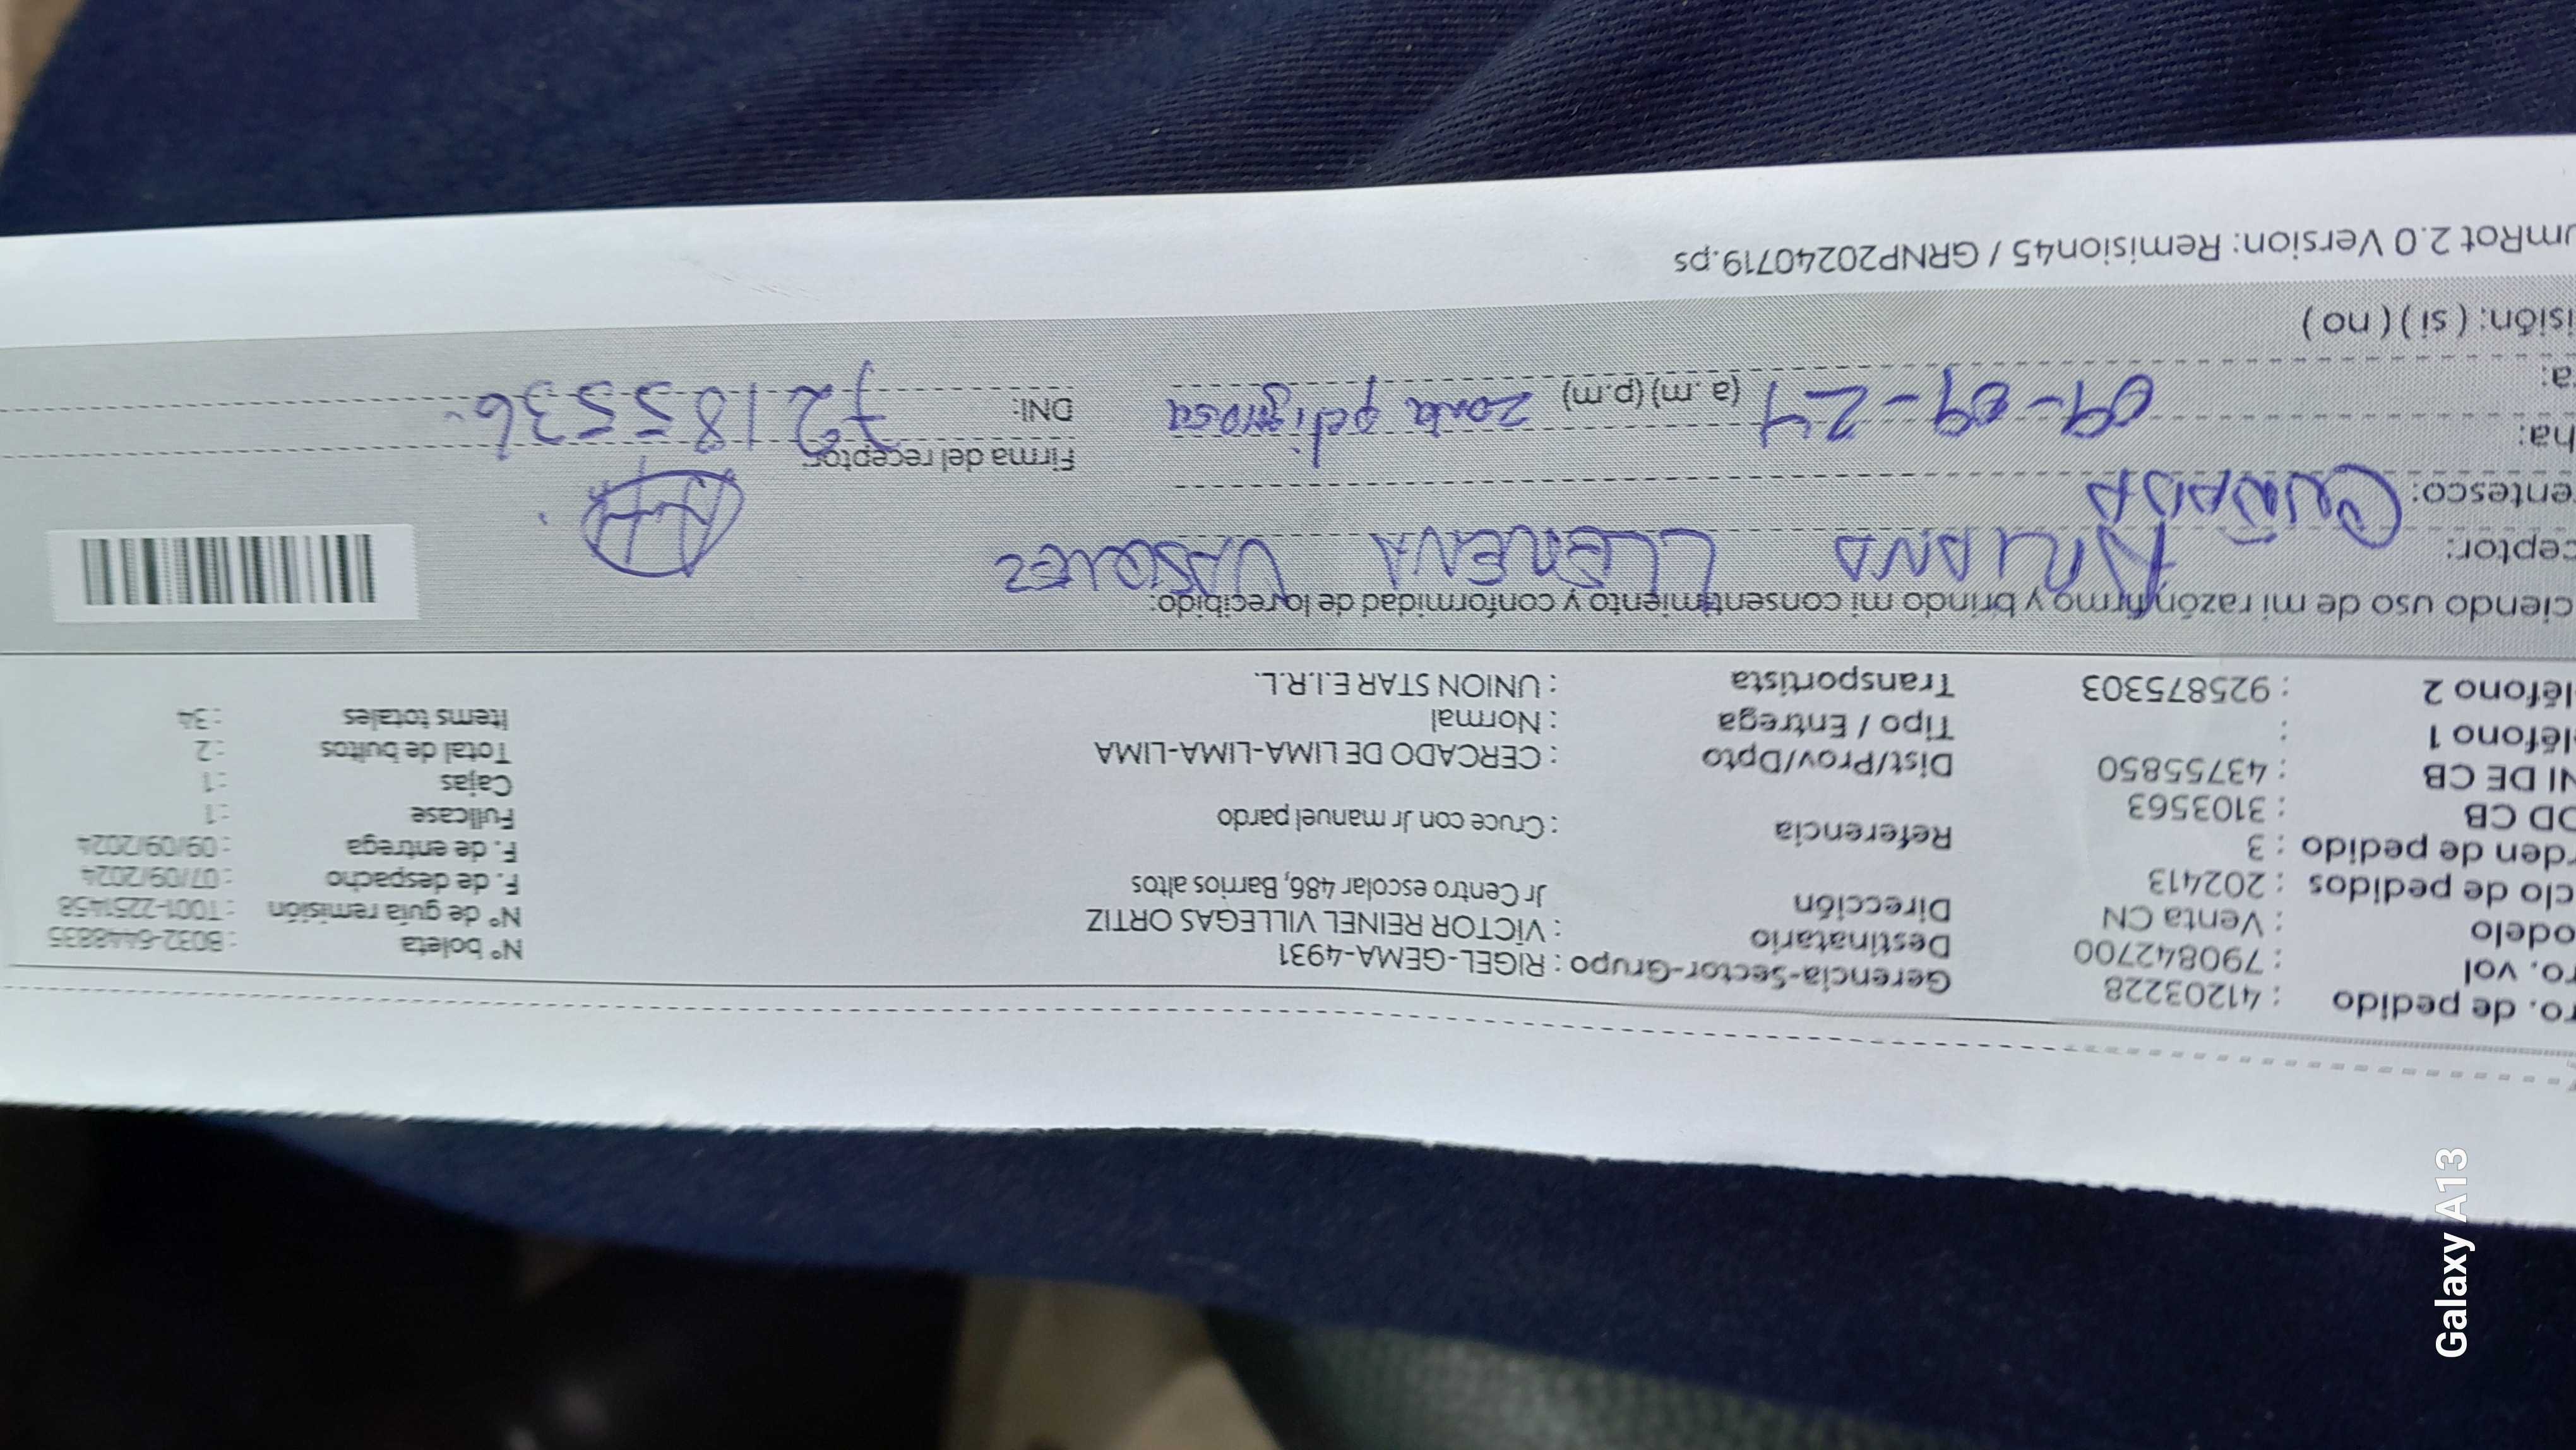 ro. de pedido : 41203228
ro. vol : 790842700
odelo : Venta CN
clo de pedidos : 202413
rden de pedido : 3
OD CB : 3103563
NI DE CB : 43755850
léfono 1 :
léfono 2 : 925875303
Gerencia-Sector-Grupo : RIGEL-GEMA-4931
Destinatario : VÍCTOR REINEL VILLEGAS ORTIZ
Dirección Jr Centro escolar 486, Barrios altos
Referencia : Cruce con Jr manuel pardo
Dist/Prov/Dpto : CERCADO DE LIMA-LIMA-LIMA
Tipo / Entrega : Normal
Transportista : UNION STAR E.I.R.L.
N° boleta : B032-6448835
N° de guía remisión : T001-2251458
F. de despacho : 07/09/2024
F. de entrega : 09/09/2024
Fullcase : 1
Cajas : 1
Total de bultos : 2
Items totales : 34
ciendo uso de mi razón firmo y brindo mi consentimiento y conformidad de lo recibido:
ceptor: ARIANA LLERENA VASQUEZ
entesco: CUÑADA
Firma del receptor:
ha: 09-09-24
a: (a.m) (p.m) zona peligrosa
DNI: 72185536
isión: ( si ) ( no )
mRot 2.0 Version: Remision45 / GRNP20240719.ps
Galaxy A13